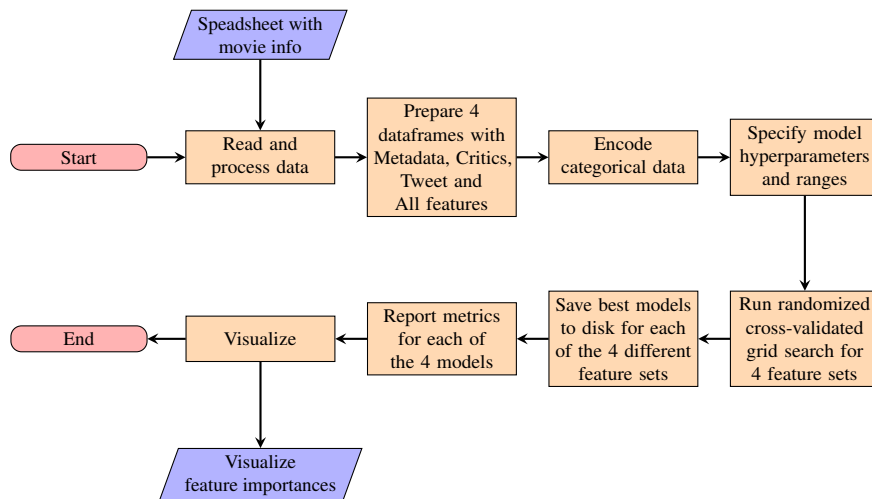 Speadsheet with
movie info
Start
Read and
process data
Prepare 4
dataframes with
Metadata, Critics,
Tweet and
All features
Encode
categorical data
Specify model
hyperparameters
and ranges
Run randomized
cross-validated
grid search for
4 feature sets
Save best models
to disk for each
of the 4 different
feature sets
Report metrics
for each of
the 4 models
Visualize
End
Visualize
feature importances